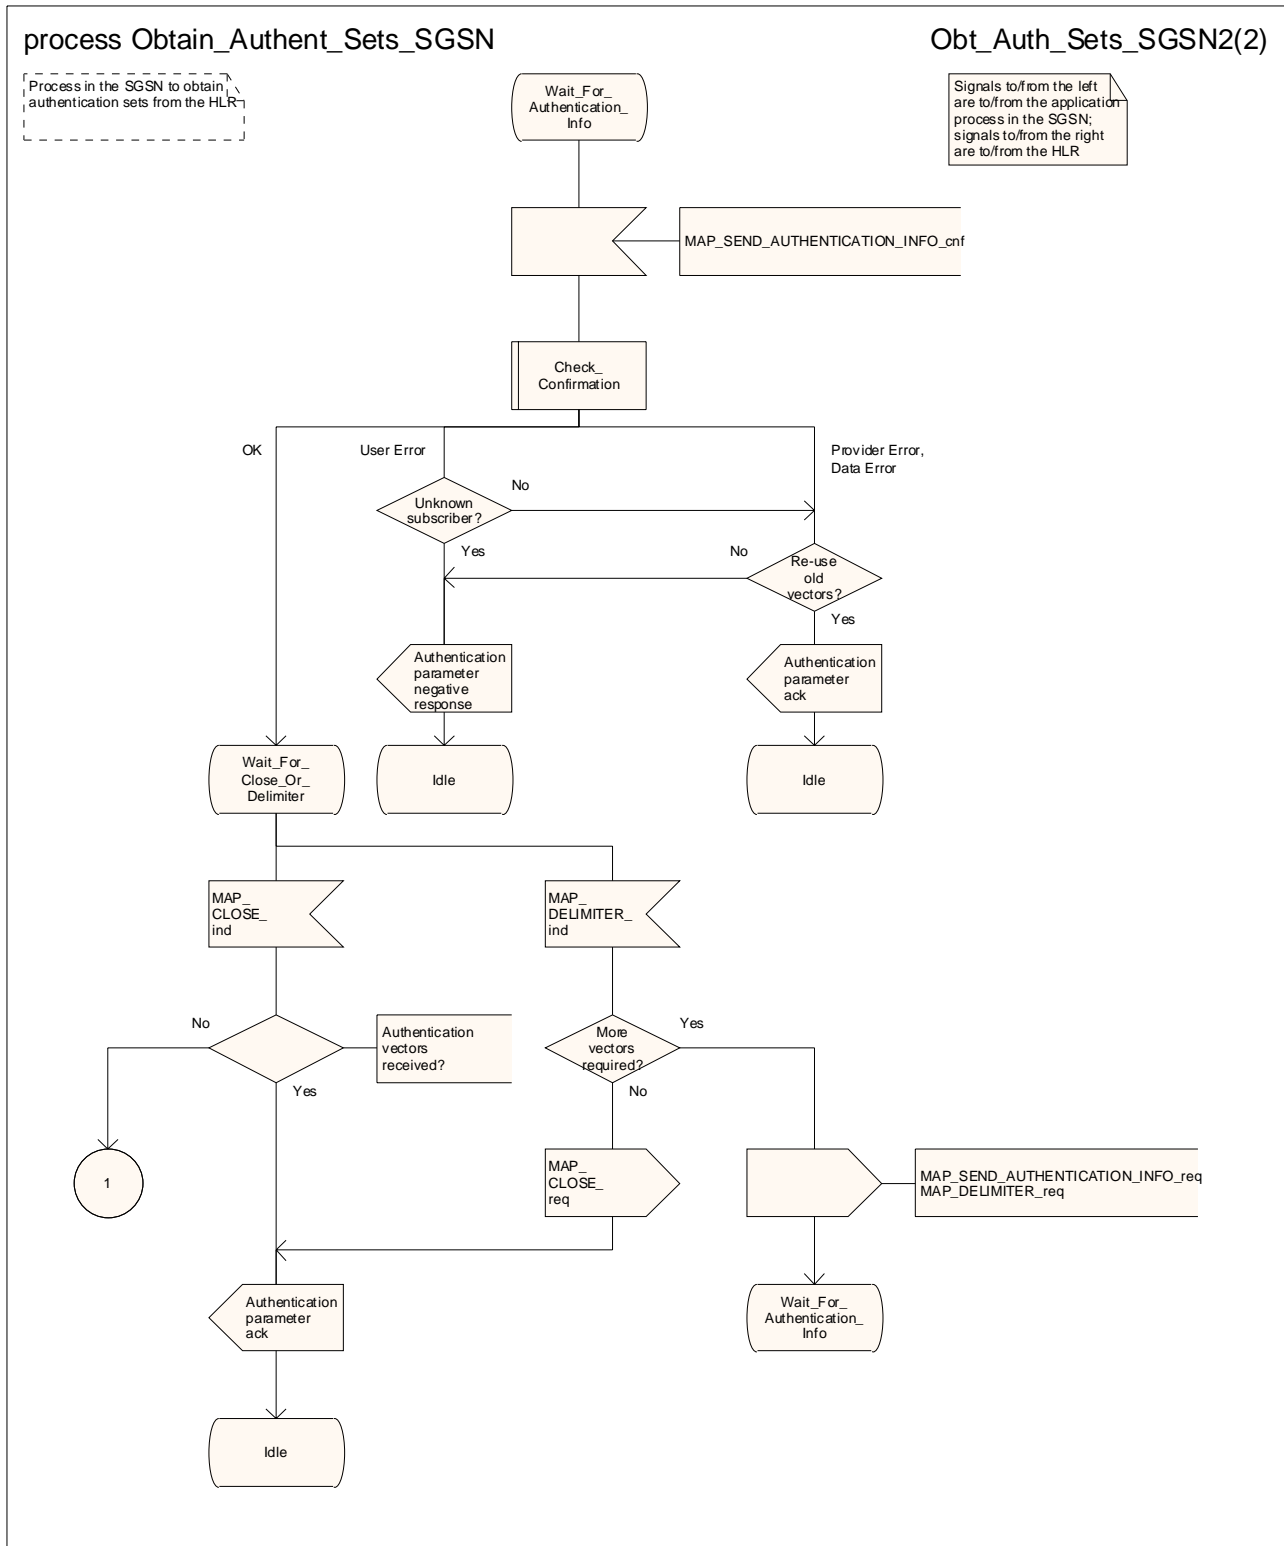 process Obtain_Authent_Sets_SGSN
Obt_Auth_Sets_SGSN2(2)
Process in the SGSN to obtain
authentication sets from the HLR
Wait_For_
Authentication_
Info
Signals to/from the left
are to/from the application
process in the SGSN;
signals to/from the right
are to/from the HLR
MAP_SEND_AUTHENTICATION_INFO_cnf
Check_
Confirmation
OK
User Error
Provider Error,
Data Error
Unknown
subscriber?
No
Yes
No
Re-use
old
vectors?
Yes
Authentication
parameter
negative
response
Authentication
parameter
ack
Wait_For_
Close_Or_
Delimiter
Idle
Idle
MAP_
CLOSE_
ind
MAP_
DELIMITER_
ind
No
Authentication
vectors
received?
Yes
More
vectors
required?
Yes
No
1
MAP_
CLOSE_
req
MAP_SEND_AUTHENTICATION_INFO_req
MAP_DELIMITER_req
Authentication
parameter
ack
Wait_For_
Authentication_
Info
Idle